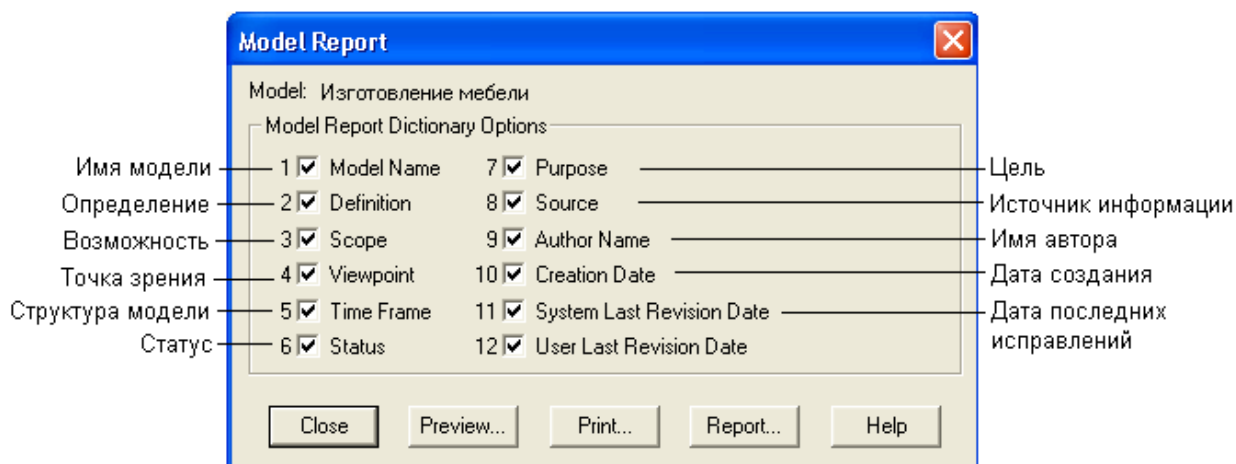 Model Report
Model: Изготовление мебели
Model Report Dictionary Options
Имя модели 1 Model Name 7 Purpose Цель
Определение 2 Definition 8 Source Источник информации
Возможность 3 Scope 9 Author Name Имя автора
Точка зрения 4 Viewpoint 10 Creation Date Дата создания
Структура модели 5 Time Frame 11 System Last Revision Date Дата последних
Статус 6 Status 12 User Last Revision Date исправлений
Close Preview... Print... Report... Help